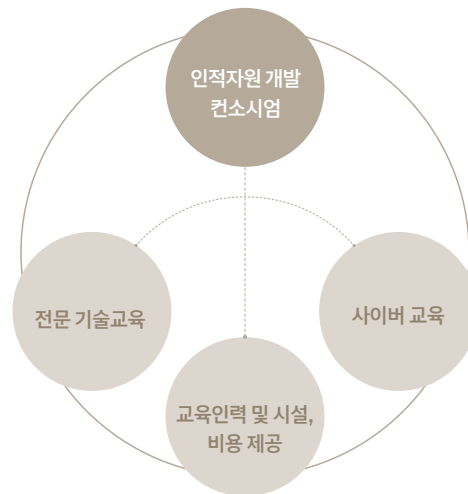 인적자원 개발
컨소시엄
전문 기술교육
사이버 교육
교육인력 및 시설,
비용 제공